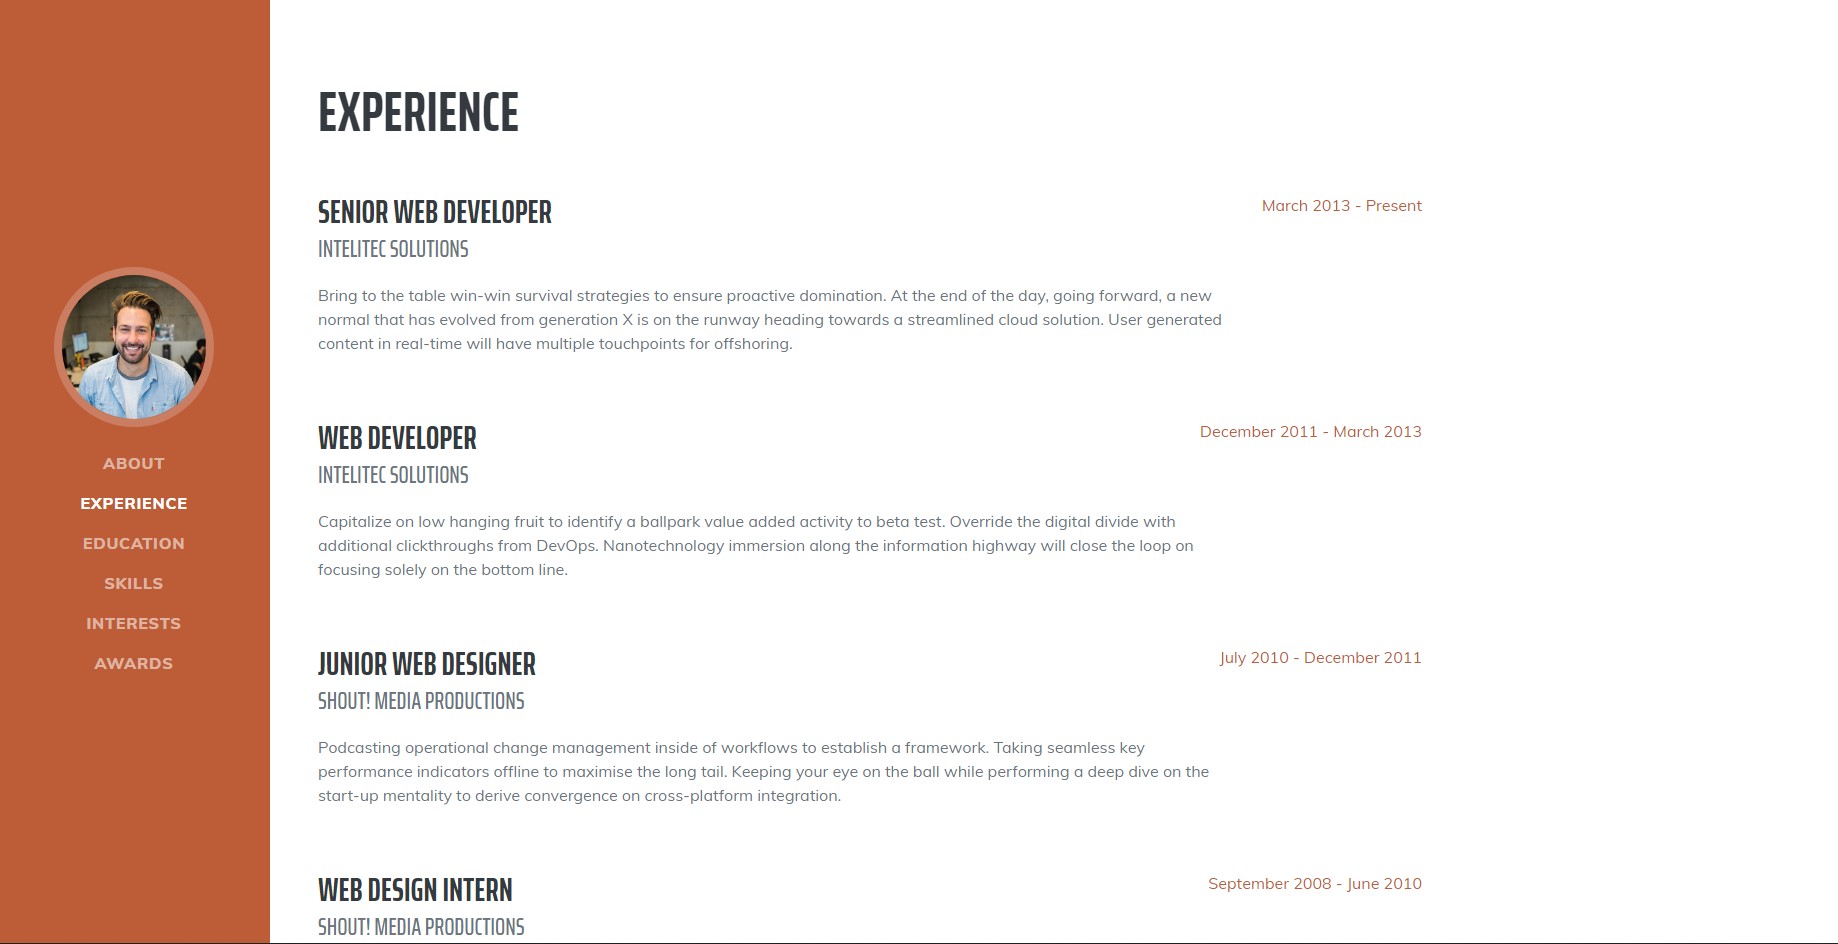 ABOUT
EXPERIENCE
EDUCATION
SKILLS
INTERESTS
AWARDS
EXPERIENCE
SENIOR WEB DEVELOPER
March 2013 - Present
INTELITEC SOLUTIONS
Bring to the table win-win survival strategies to ensure proactive domination. At the end of the day, going forward, a new
normal that has evolved from generation X is on the runway heading towards a streamlined cloud solution. User generated
content in real-time will have multiple touchpoints for offshoring.
WEB DEVELOPER
December 2011 - March 2013
INTELITEC SOLUTIONS
Capitalize on low hanging fruit to identify a ballpark value added activity to beta test. Override the digital divide with
additional clickthroughs from DevOps. Nanotechnology immersion along the information highway will close the loop on
focusing solely on the bottom line.
JUNIOR WEB DESIGNER
July 2010 - December 2011
SHOUT! MEDIA PRODUCTIONS
Podcasting operational change management inside of workflows to establish a framework. Taking seamless key
performance indicators offline to maximise the long tail. Keeping your eye on the ball while performing a deep dive on the
start-up mentality to derive convergence on cross-platform integration.
WEB DESIGN INTERN
September 2008 - June 2010
SHOUT! MEDIA PRODUCTIONS